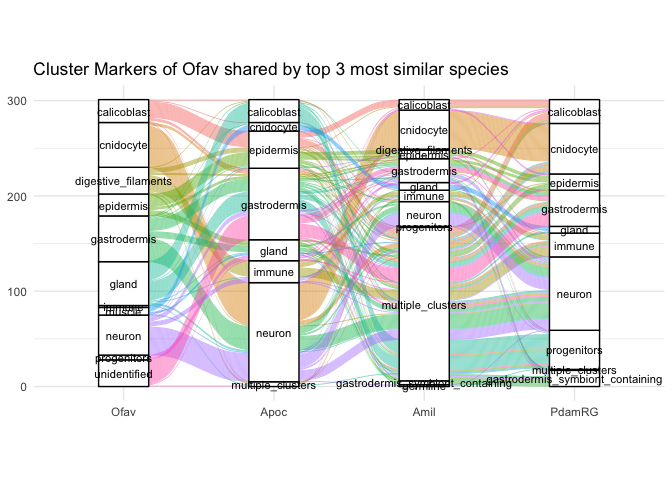 Cluster Markers of Ofav shared by top 3 most similar species
300
200
100
0
calicoblast
cnidocyte
digestive_filaments
epidermis
gastrodermis
gland
immune
muscle
neuron
progenitors
unidentified
calicoblast
cnidocyte
epidermis
gastrodermis
gland
immune
neuron
multiple_clusters
calicoblast
cnidocyte
digestive_filaments
epidermis
gastrodermis
gland
immune
neuron
progenitors
multiple_clusters
gastrodermis_symbiont_containing
germline
calicoblast
cnidocyte
epidermis
gastrodermis
gland
immune
neuron
progenitors
multiple_clusters
gastrodermis_symbiont_containing
Ofav
Apoc
Amil
PdamRG